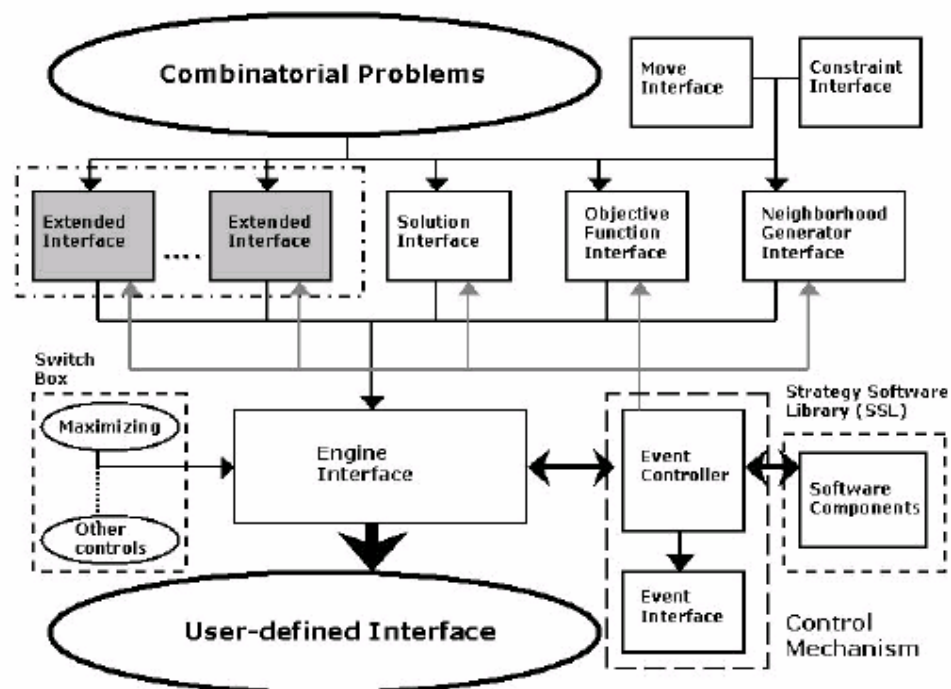 Combinatorial Problems
Move
Interface
Constraint
Interface
Extended
Interface
....
Extended
Interface
Solution
Interface
Objective
Function
Interface
Neighborhood
Generator
Interface
Switch
Box
Maximizing
Other
controls
Engine
Interface
Event
Controller
Strategy Software
Library (SSL)
Software
Components
Event
Interface
Control
Mechanism
User-defined Interface